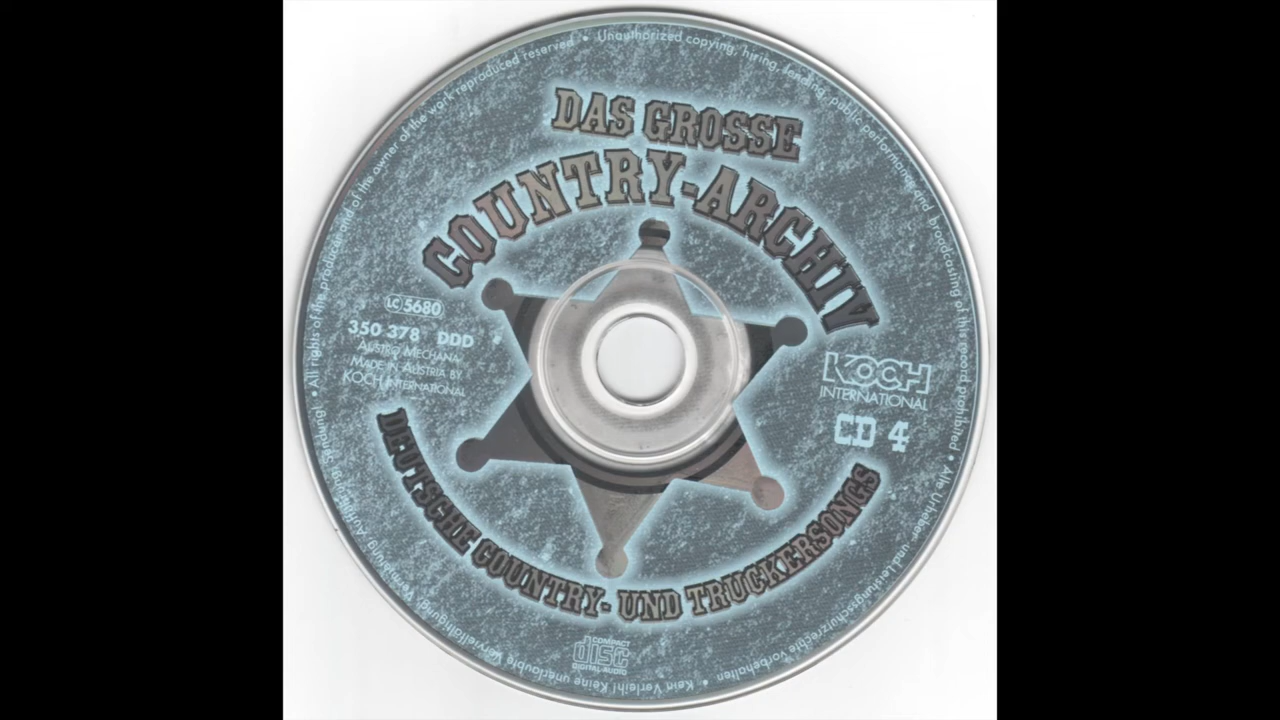 DAS GROSSE
COUNTRY-ARCHIV
LC 5680
350 378 DDD
AUSTRO MECHANA
MADE IN AUSTRIA BY
KOCH INTERNATIONAL
KOCH
INTERNATIONAL
CD 4
DEUTSCHE COUNTRY- UND TRUCKERSONGS
COMPACT
disc
DIGITAL AUDIO
• All rights of the producer and of the owner of the work reproduced reserved • Unauthorized copying, hiring, lending, public performance and broadcasting of this record prohibited • Alle Urheber- und Leistungsschutzrechte vorbehalten • Kein Verleih! Keine unerlaubte Vervielfältigung, Vermietung, Aufführung, Sendung!